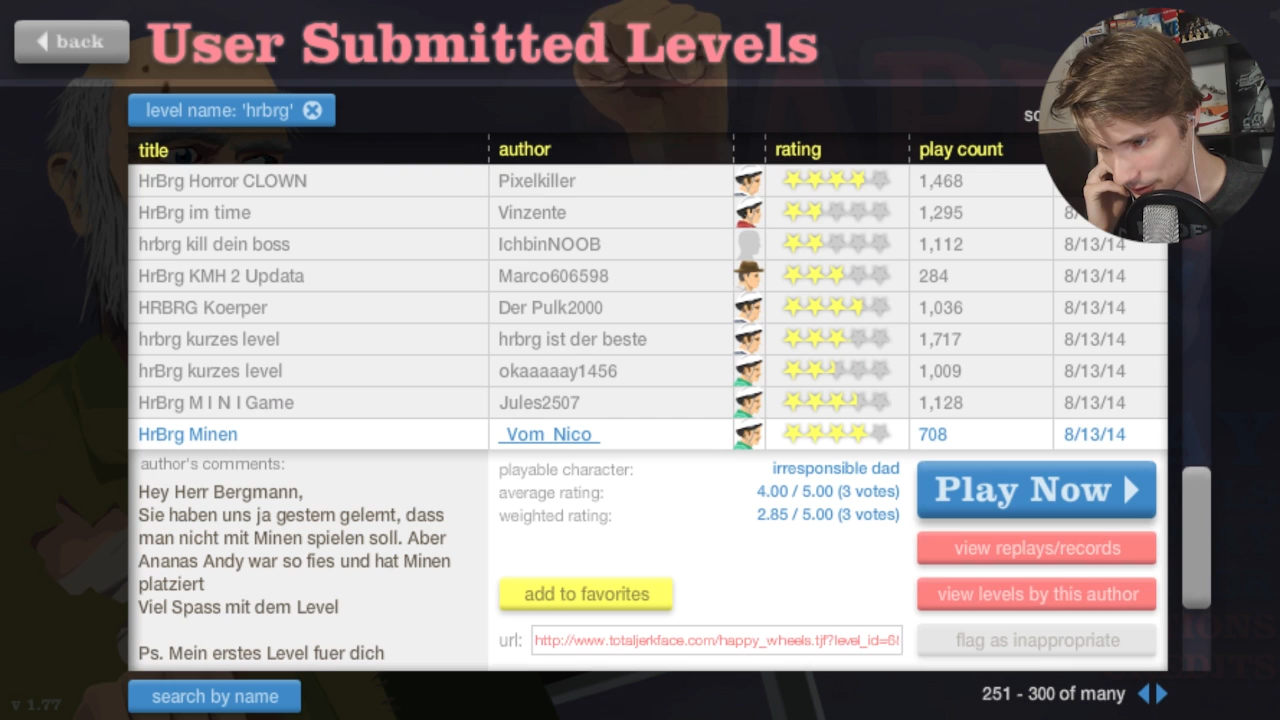 back
User Submitted Levels
level name: 'hrbrg'
title author rating play count
HrBrg Horror CLOWN Pixelkiller 1,468
HrBrg im time Vinzente 1,295
hrbrg kill dein boss IchbinNOOB 1,112 8/13/14
HrBrg KMH 2 Updata Marco606598 284 8/13/14
HRBRG Koerper Der Pulk2000 1,036 8/13/14
hrbrg kurzes level hrbrg ist der beste 1,717 8/13/14
hrBrg kurzes level okaaaaay1456 1,009 8/13/14
HrBrg M I N I Game Jules2507 1,128 8/13/14
HrBrg Minen _Vom_Nico_ 708 8/13/14
author's comments:
Hey Herr Bergmann,
Sie haben uns ja gestern gelernt, dass
man nicht mit Minen spielen soll. Aber
Ananas Andy war so fies und hat Minen
platziert
Viel Spass mit dem Level
Ps. Mein erstes Level fuer dich
playable character: irresponsible dad
average rating: 4.00 / 5.00 (3 votes)
weighted rating: 2.85 / 5.00 (3 votes)
add to favorites
url: http://www.totaljerkface.com/happy_wheels.tjf?level_id=6
Play Now
view replays/records
view levels by this author
flag as inappropriate
search by name
251 - 300 of many
v 1.77